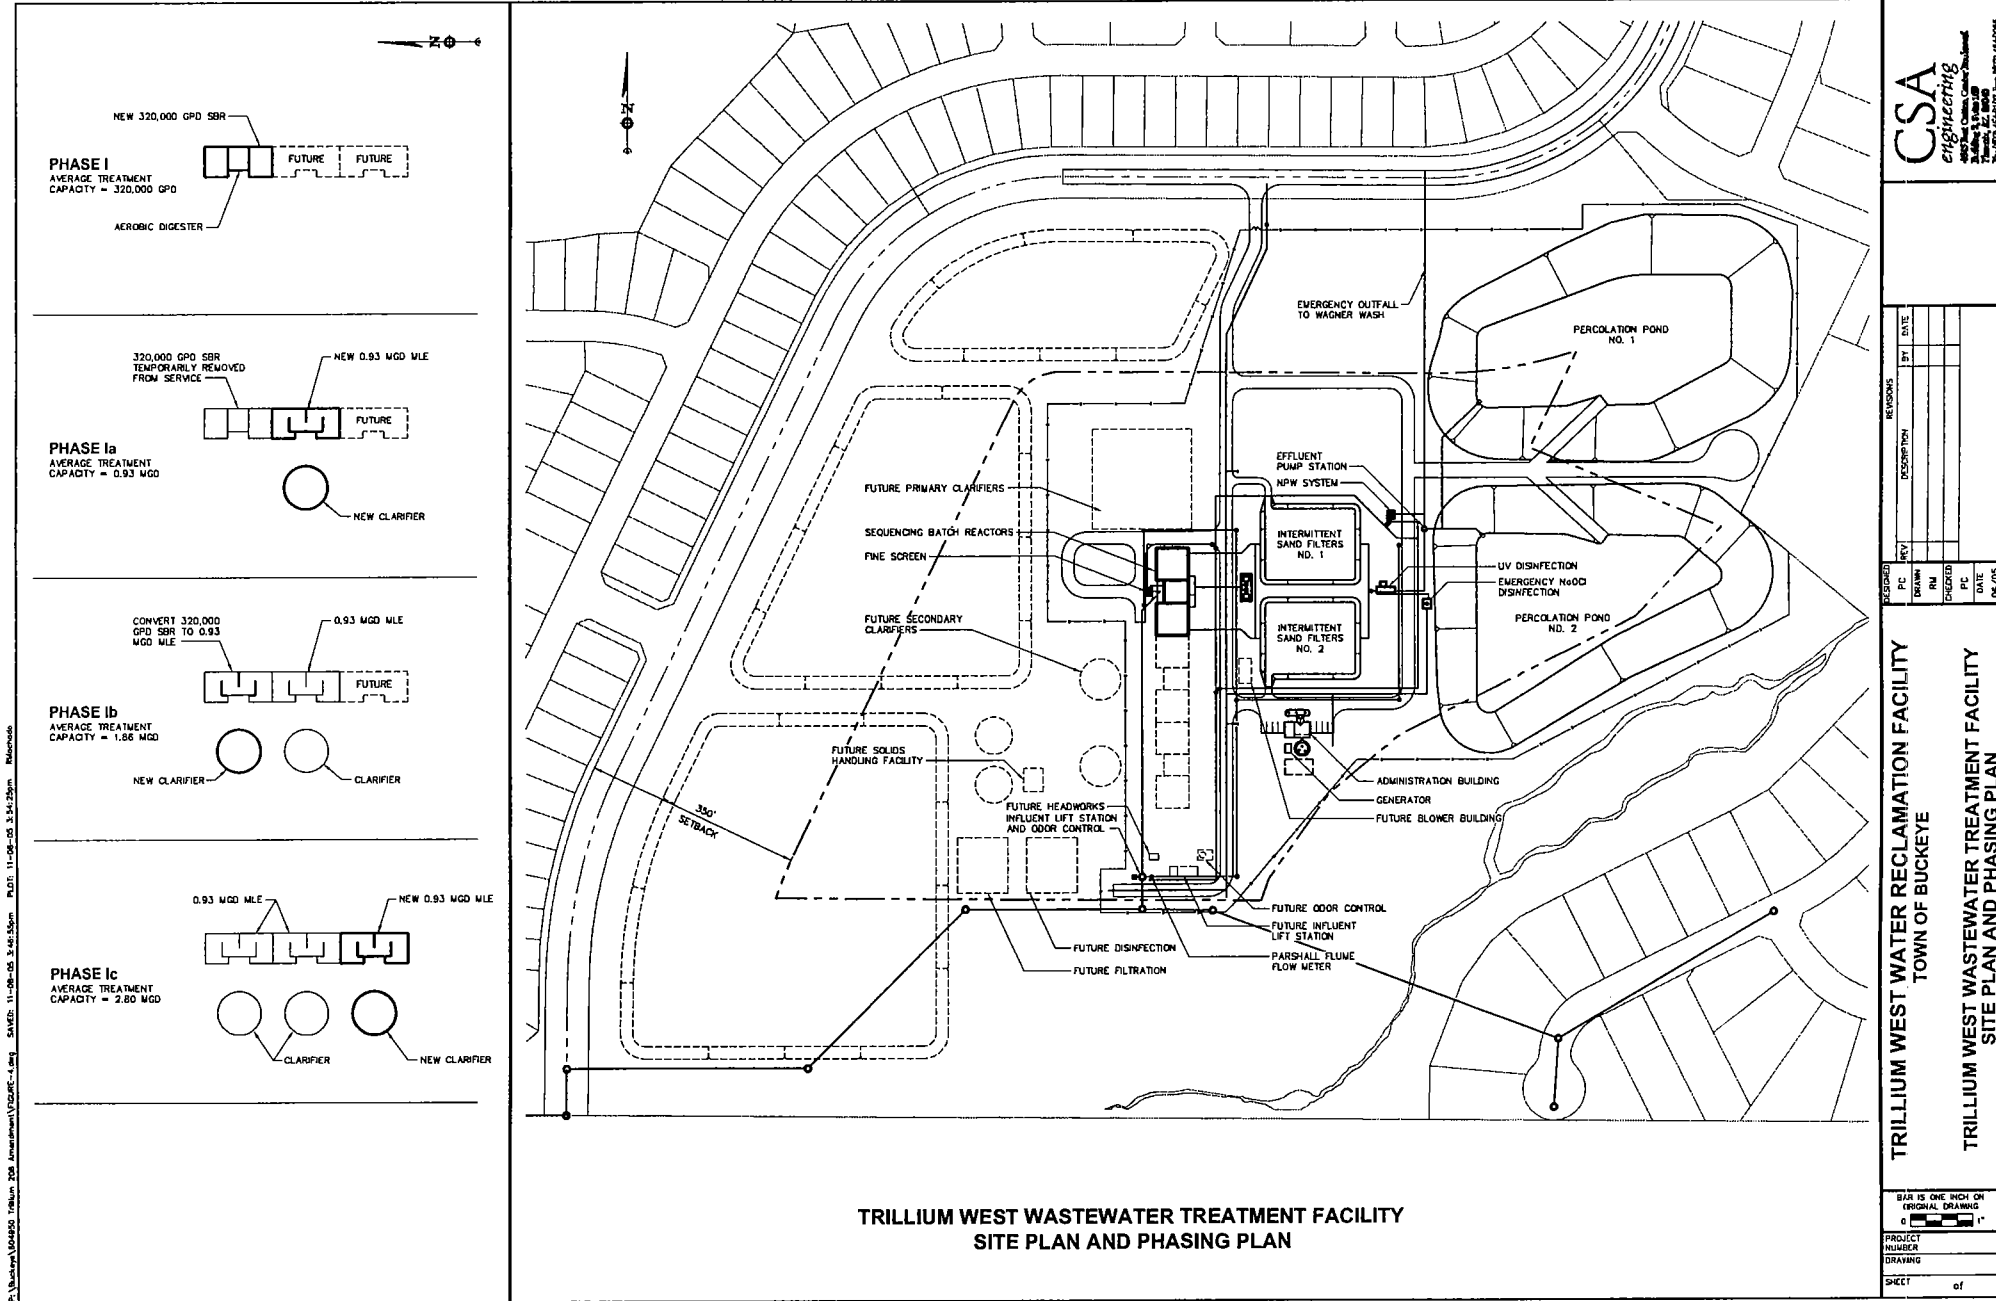 N
NEW 320,000 GPD SBR
PHASE I
AVERAGE TREATMENT
CAPACITY = 320,000 GPD
FUTURE
FUTURE
AEROBIC DIGESTER
320,000 GPD SBR
TEMPORARILY REMOVED
FROM SERVICE
NEW 0.93 MGD MLE
FUTURE
PHASE Ia
AVERAGE TREATMENT
CAPACITY = 0.93 MGD
NEW CLARIFIER
CONVERT 320,000
GPD SBR TO 0.93
MGD MLE
0.93 MGD MLE
FUTURE
PHASE Ib
AVERAGE TREATMENT
CAPACITY = 1.86 MGD
NEW CLARIFIER
CLARIFIER
0.93 MGD MLE
NEW 0.93 MGD MLE
PHASE Ic
AVERAGE TREATMENT
CAPACITY = 2.80 MGD
CLARIFIER
NEW CLARIFIER
N
EMERGENCY OUTFALL
TO WAGNER WASH
PERCOLATION POND
NO. 1
EFFLUENT
PUMP STATION
NPW SYSTEM
FUTURE PRIMARY CLARIFIERS
SEQUENCING BATCH REACTORS
FINE SCREEN
INTERMITTENT
SAND FILTERS
NO. 1
UV DISINFECTION
EMERGENCY NaOCl
DISINFECTION
FUTURE SECONDARY
CLARIFIERS
INTERMITTENT
SAND FILTERS
NO. 2
PERCOLATION POND
NO. 2
FUTURE SOLIDS
HANDLING FACILITY
350'
SETBACK
FUTURE HEADWORKS
INFLUENT LIFT STATION
AND ODOR CONTROL
ADMINISTRATION BUILDING
GENERATOR
FUTURE BLOWER BUILDING
FUTURE ODOR CONTROL
FUTURE INFLUENT
LIFT STATION
PARSHALL FLUME
FLOW METER
FUTURE DISINFECTION
FUTURE FILTRATION
TRILLIUM WEST WASTEWATER TREATMENT FACILITY
SITE PLAN AND PHASING PLAN
CSA
engineering
REVISIONS
REV
DESCRIPTION
BY
DATE
DESIGNED
PC
DRAWN
RM
CHECKED
PC
DATE
TRILLIUM WEST WATER RECLAMATION FACILITY
TOWN OF BUCKEYE
TRILLIUM WEST WASTEWATER TREATMENT FACILITY
SITE PLAN AND PHASING PLAN
BAR IS ONE INCH ON
ORIGINAL DRAWING
0 1"
PROJECT
NUMBER
DRAWING
SHEET of